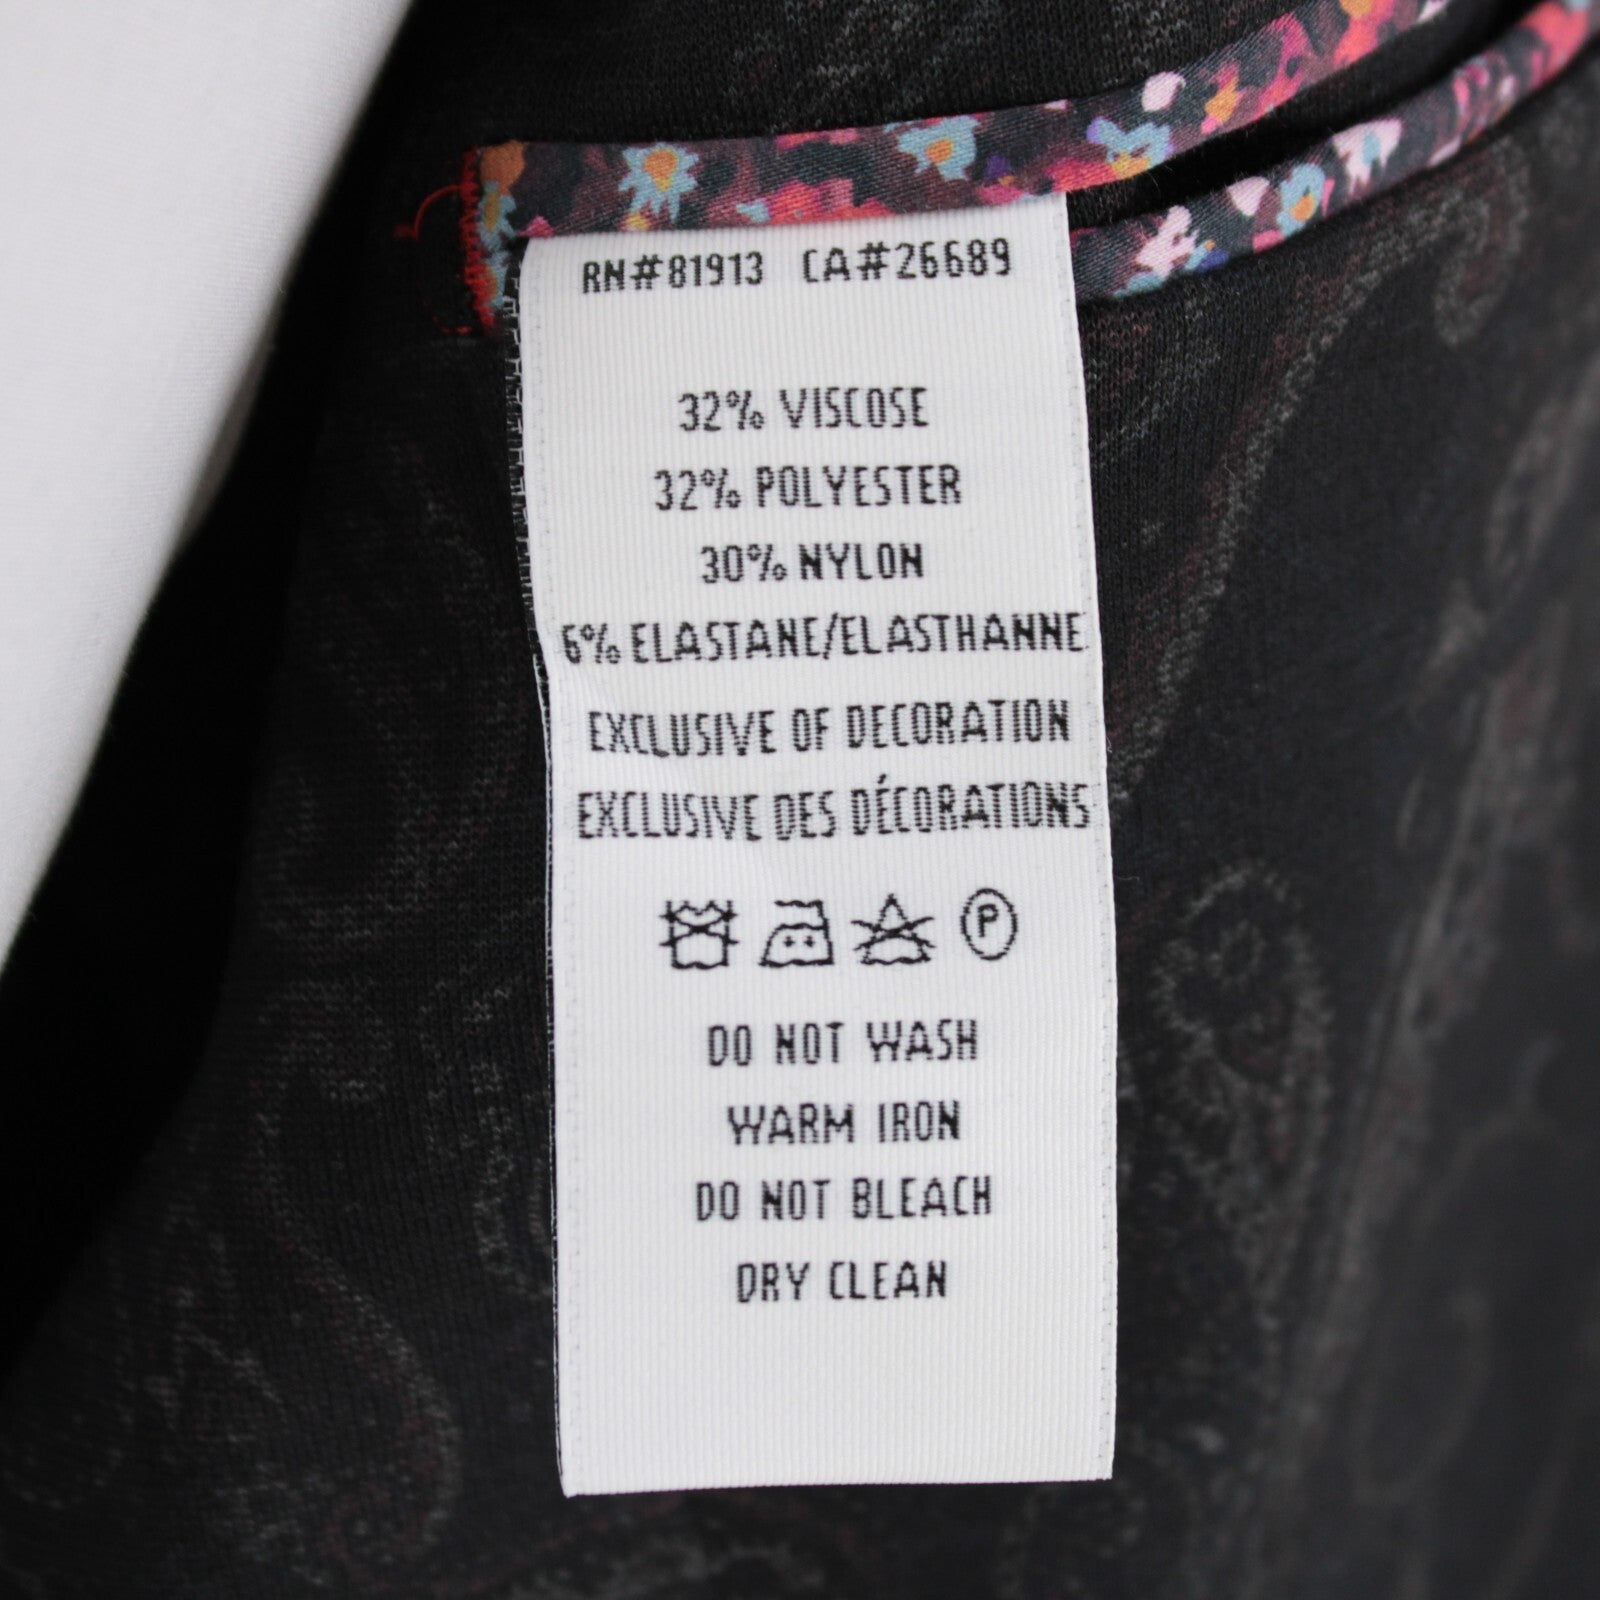 RN#81913 CA#26689
32% VISCOSE
32% POLYESTER
30% NYLON
6% ELASTANE/ELASTHANNE
EXCLUSIVE OF DECORATION
EXCLUSIVE DES DÉCORATIONS
P
DO NOT WASH
WARM IRON
DO NOT BLEACH
DRY CLEAN